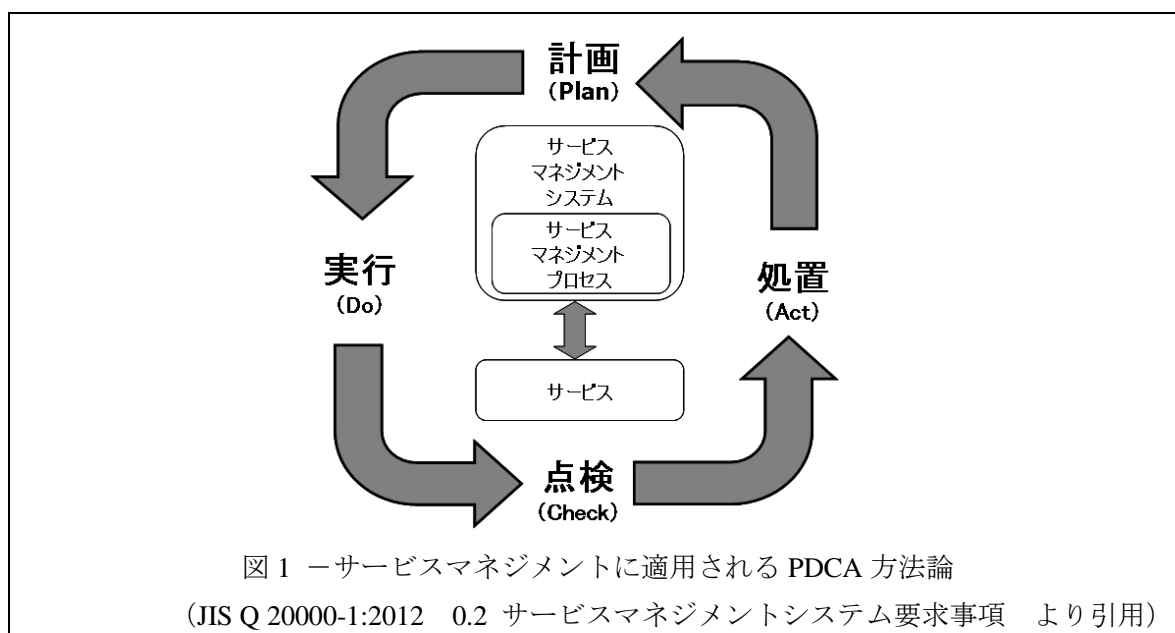 計画
(Plan)
サービス
マネジメント
システム
サービス
マネジメント
プロセス
実行
(Do)
処置
(Act)
サービス
点検
(Check)
図 1 －サービスマネジメントに適用される PDCA 方法論
（JIS Q 20000-1:2012　0.2 サービスマネジメントシステム要求事項　より引用）